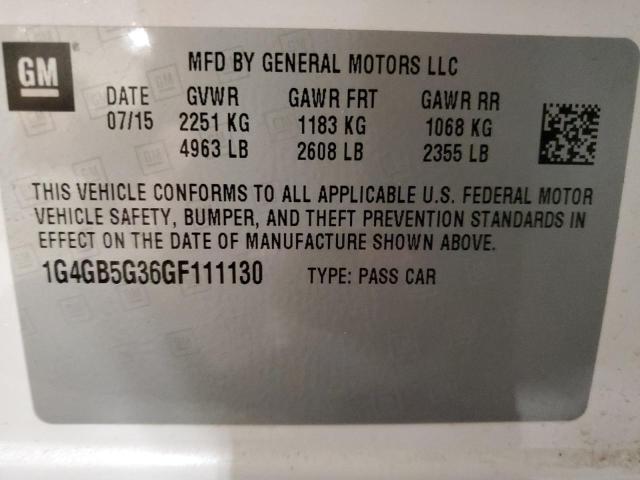 GM
MFD BY GENERAL MOTORS LLC
DATE GVWR GAWR FRT GAWR RR
07/15 2251 KG 1183 KG 1068 KG
4963 LB 2608 LB 2355 LB
THIS VEHICLE CONFORMS TO ALL APPLICABLE U.S. FEDERAL MOTOR
VEHICLE SAFETY, BUMPER, AND THEFT PREVENTION STANDARDS IN
EFFECT ON THE DATE OF MANUFACTURE SHOWN ABOVE.
1G4GB5G36GF111130 TYPE: PASS CAR